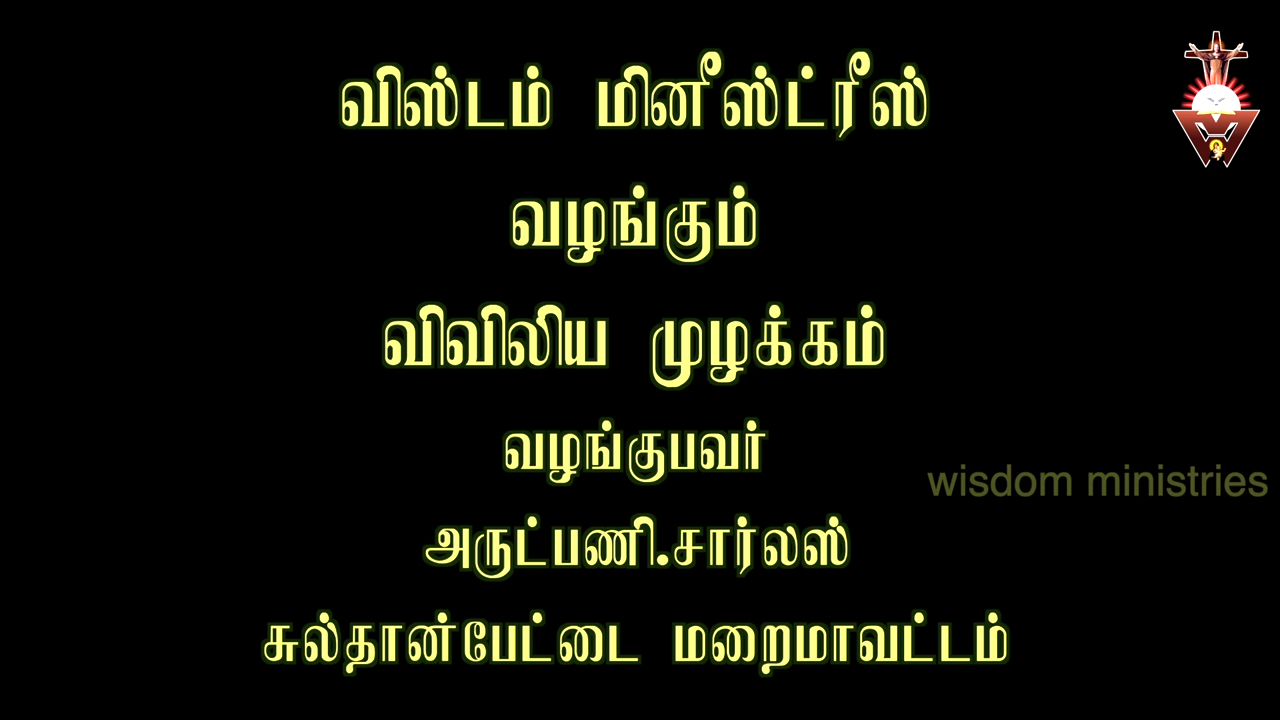 விஸ்டம் மினீஸ்ட்ரீஸ்
வழங்கும்
விவிலிய முழக்கம்
வழங்குபவர்
wisdom ministries
அருட்பணி.சார்லஸ்
சுல்தான்பேட்டை மறைமாவட்டம்